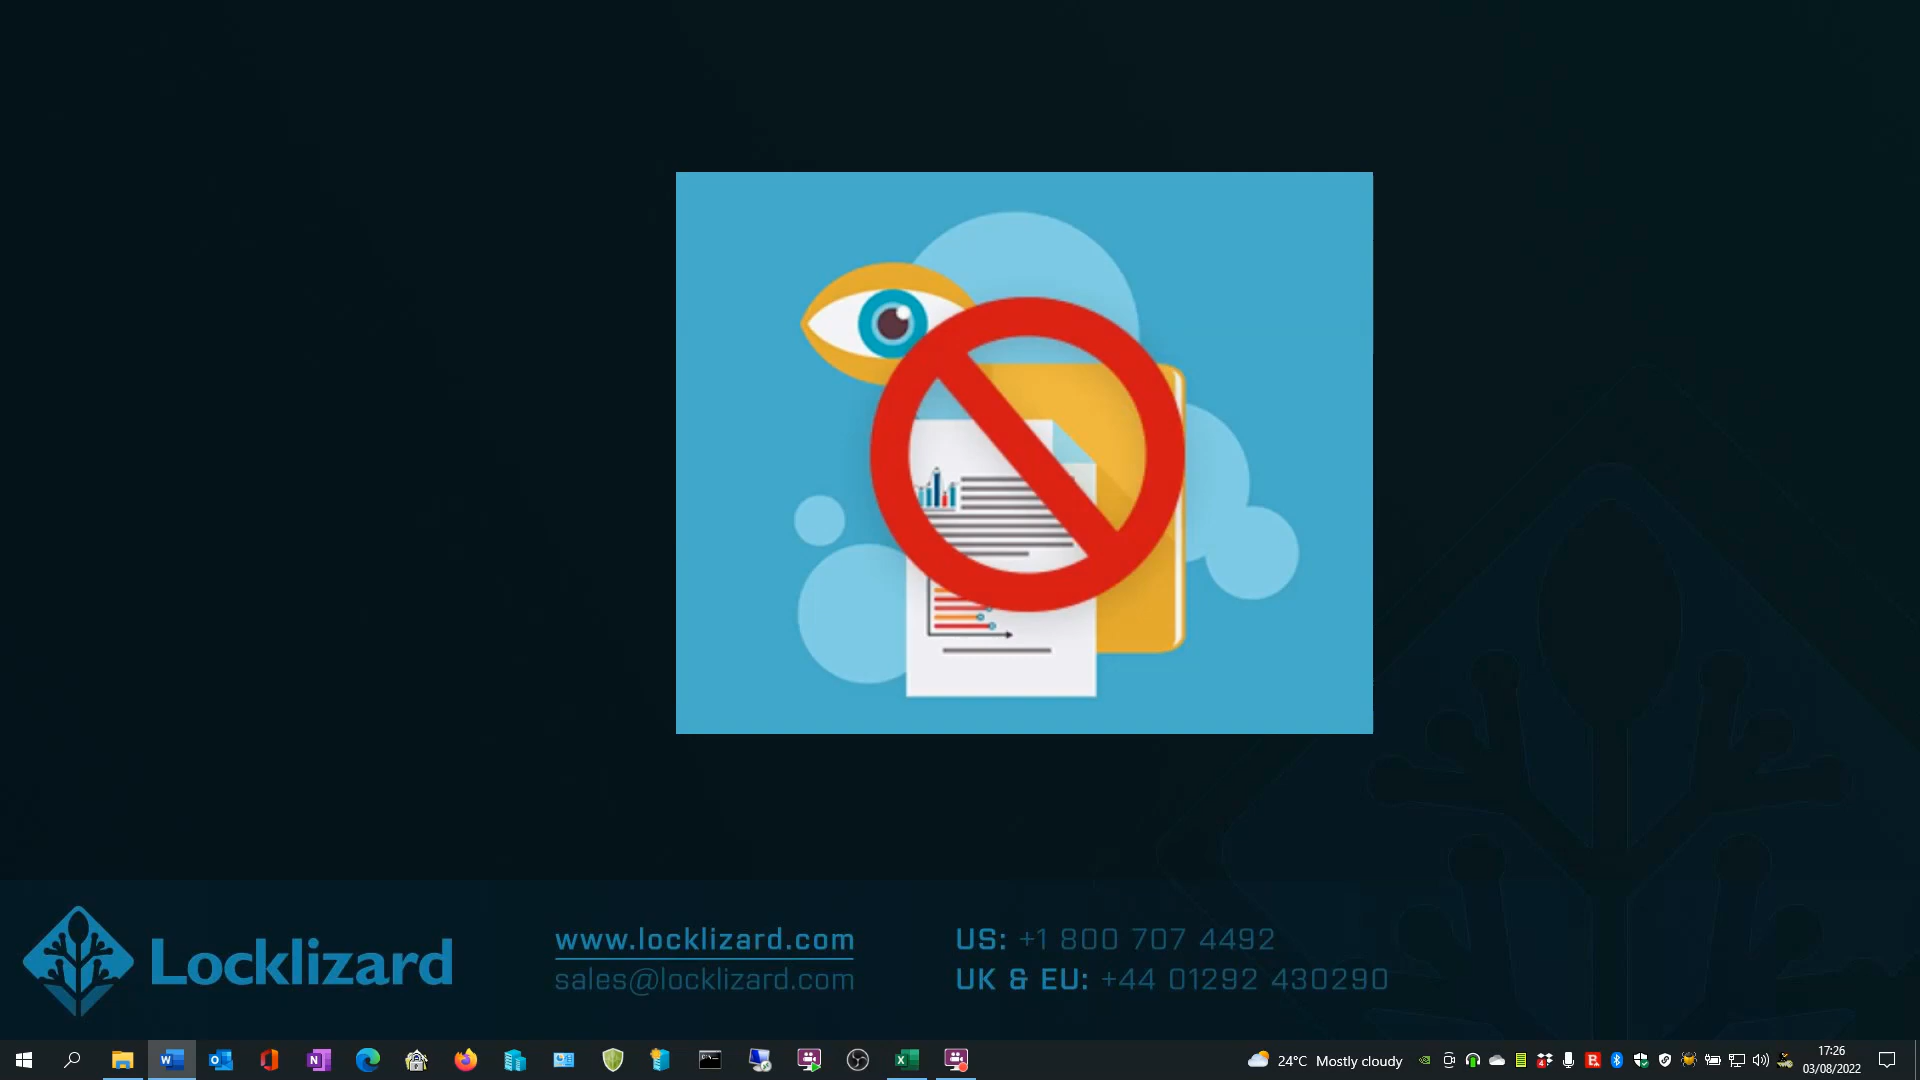 Locklizard
www.locklizard.com
sales@locklizard.com
US: +1 800 707 4492
UK & EU: +44 01292 430290
24°C Mostly cloudy
17:26
03/08/2022